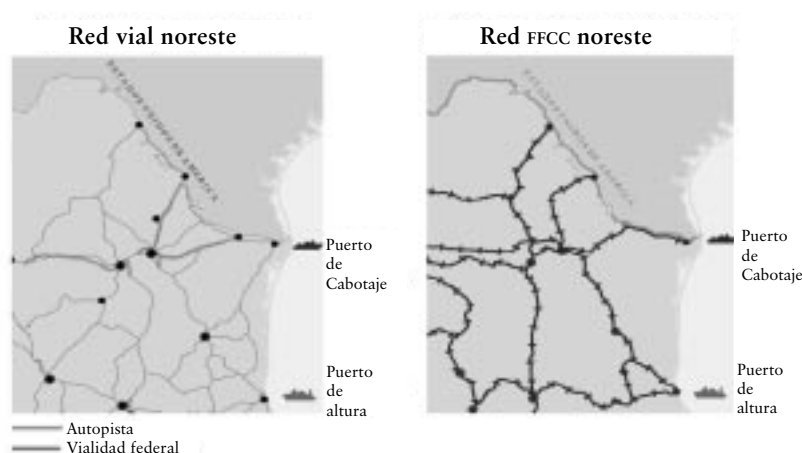 Red vial noreste
Red FFCC noreste
Puerto
de
Cabotaje
Puerto
de
altura
Puerto
de
Cabotaje
Puerto
de
altura
Autopista
Vialidad federal